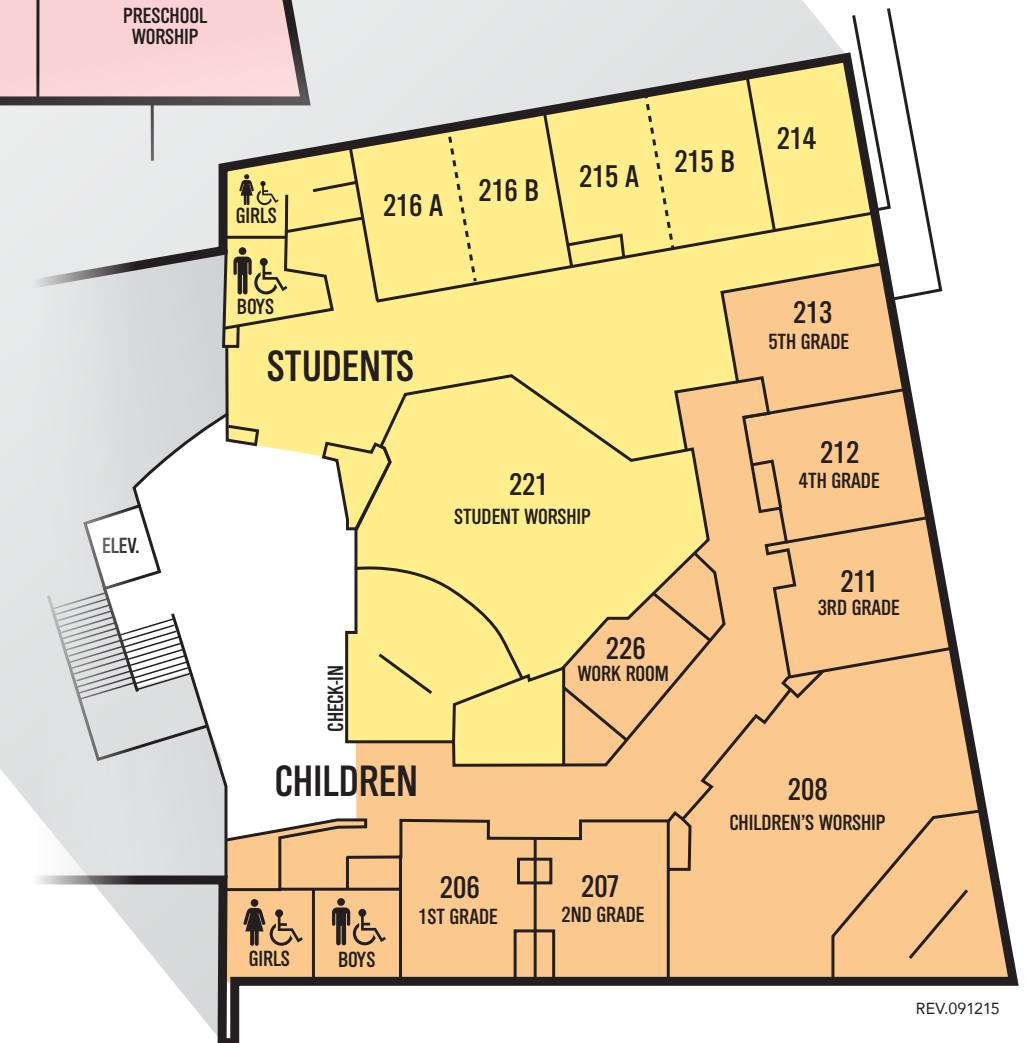 PRESCHOOL
WORSHIP
214
215 B
215 A
216 B
216 A
GIRLS
BOYS
STUDENTS
213
5TH GRADE
212
4TH GRADE
221
STUDENT WORSHIP
ELEV.
211
3RD GRADE
226
WORK ROOM
CHECK-IN
CHILDREN
208
CHILDREN'S WORSHIP
206
1ST GRADE
207
2ND GRADE
GIRLS
BOYS
REV.091215